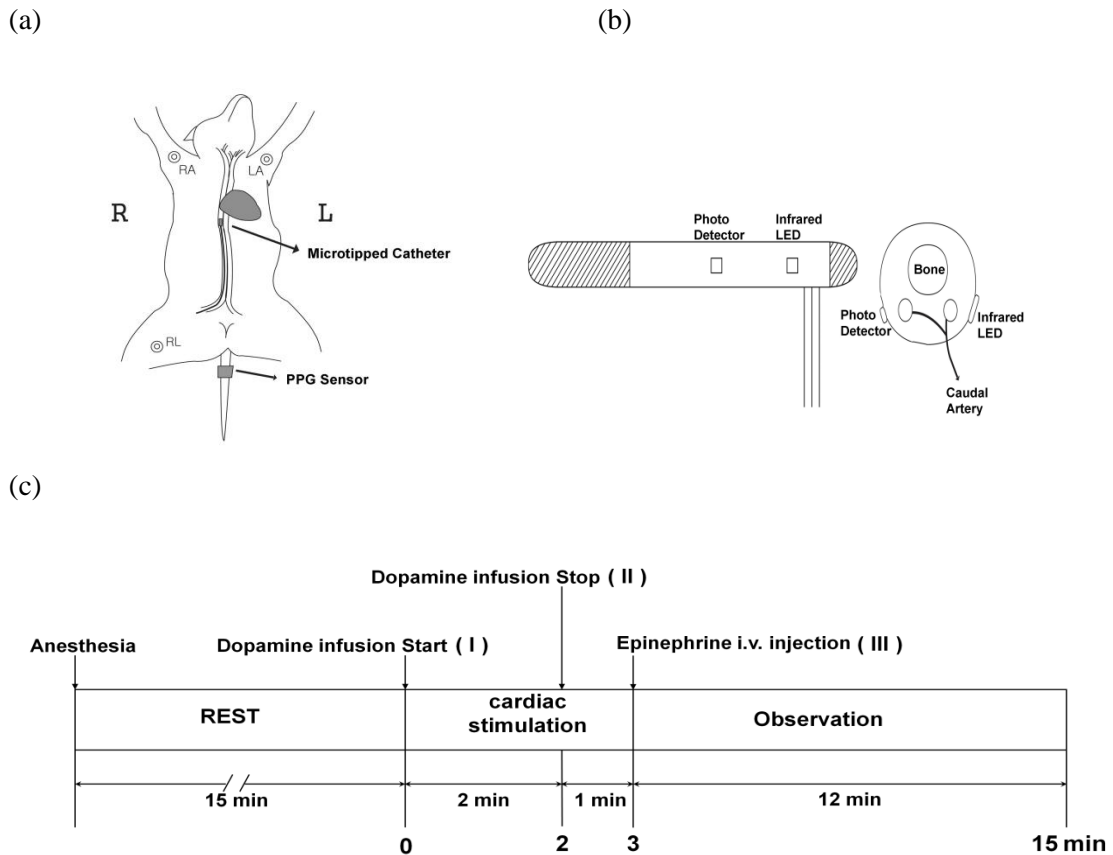 (a)
(b)
RA
LA
R
L
Microtipped Catheter
RL
PPG Sensor
Photo
Detector
Infrared
LED
Bone
Photo
Detector
Infrared
LED
Caudal
Artery
(c)
Dopamine infusion Stop ( II )
Anesthesia
Dopamine infusion Start ( I )
Epinephrine i.v. injection ( III )
REST
cardiac
stimulation
Observation
15 min
2 min
1 min
12 min
0
2
3
15 min